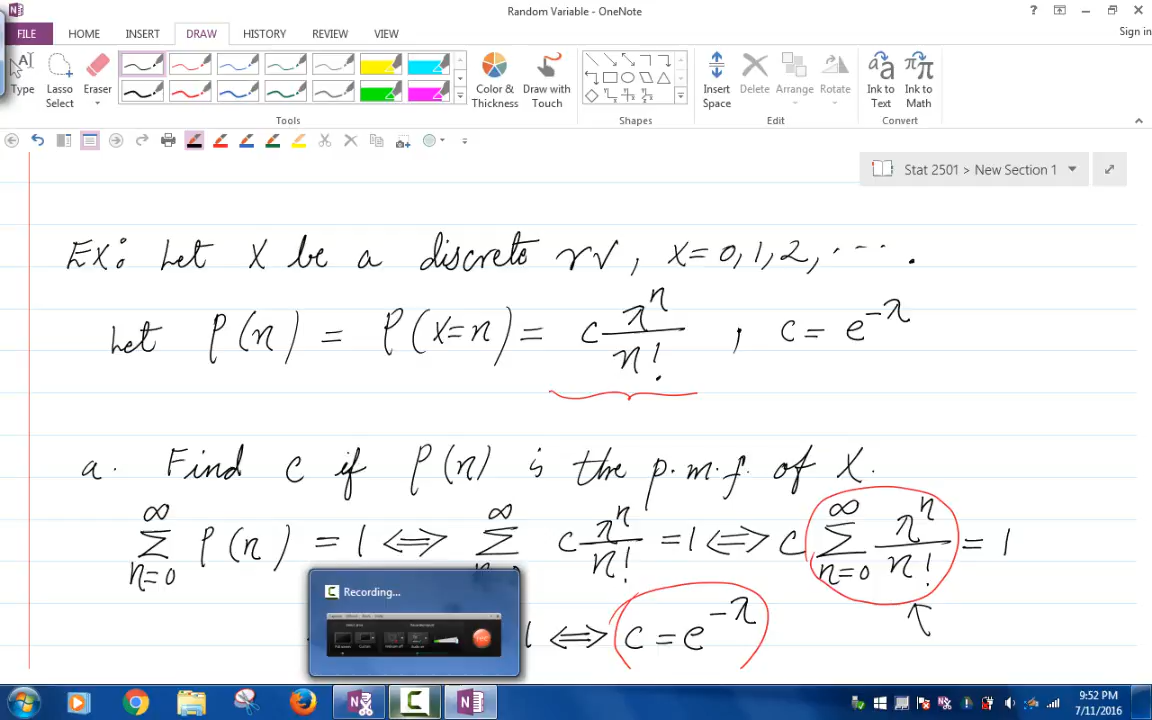 Random Variable - OneNote
Sign in
FILE HOME INSERT DRAW HISTORY REVIEW VIEW
Type Lasso Select Eraser Color & Thickness Draw with Touch Insert Space Delete Arrange Rotate Ink to Text Ink to Math
Tools Shapes Edit Convert
Stat 2501 > New Section 1
EX: Let X be a discrete rv, x=0,1,2,....
Let P(n) = P(X=n) = c λ^n / n! , c = e^{-λ}
a. Find c if P(n) is the p.m.f. of X.
∑_{n=0}^{∞} P(n) = 1 ⟺ ∑_{n=0}^{∞} c λ^n / n! = 1 ⟺ c ∑_{n=0}^{∞} λ^n / n! = 1
Recording...
1 ⟺ c = e^{-λ}
rec
9:52 PM
7/11/2016